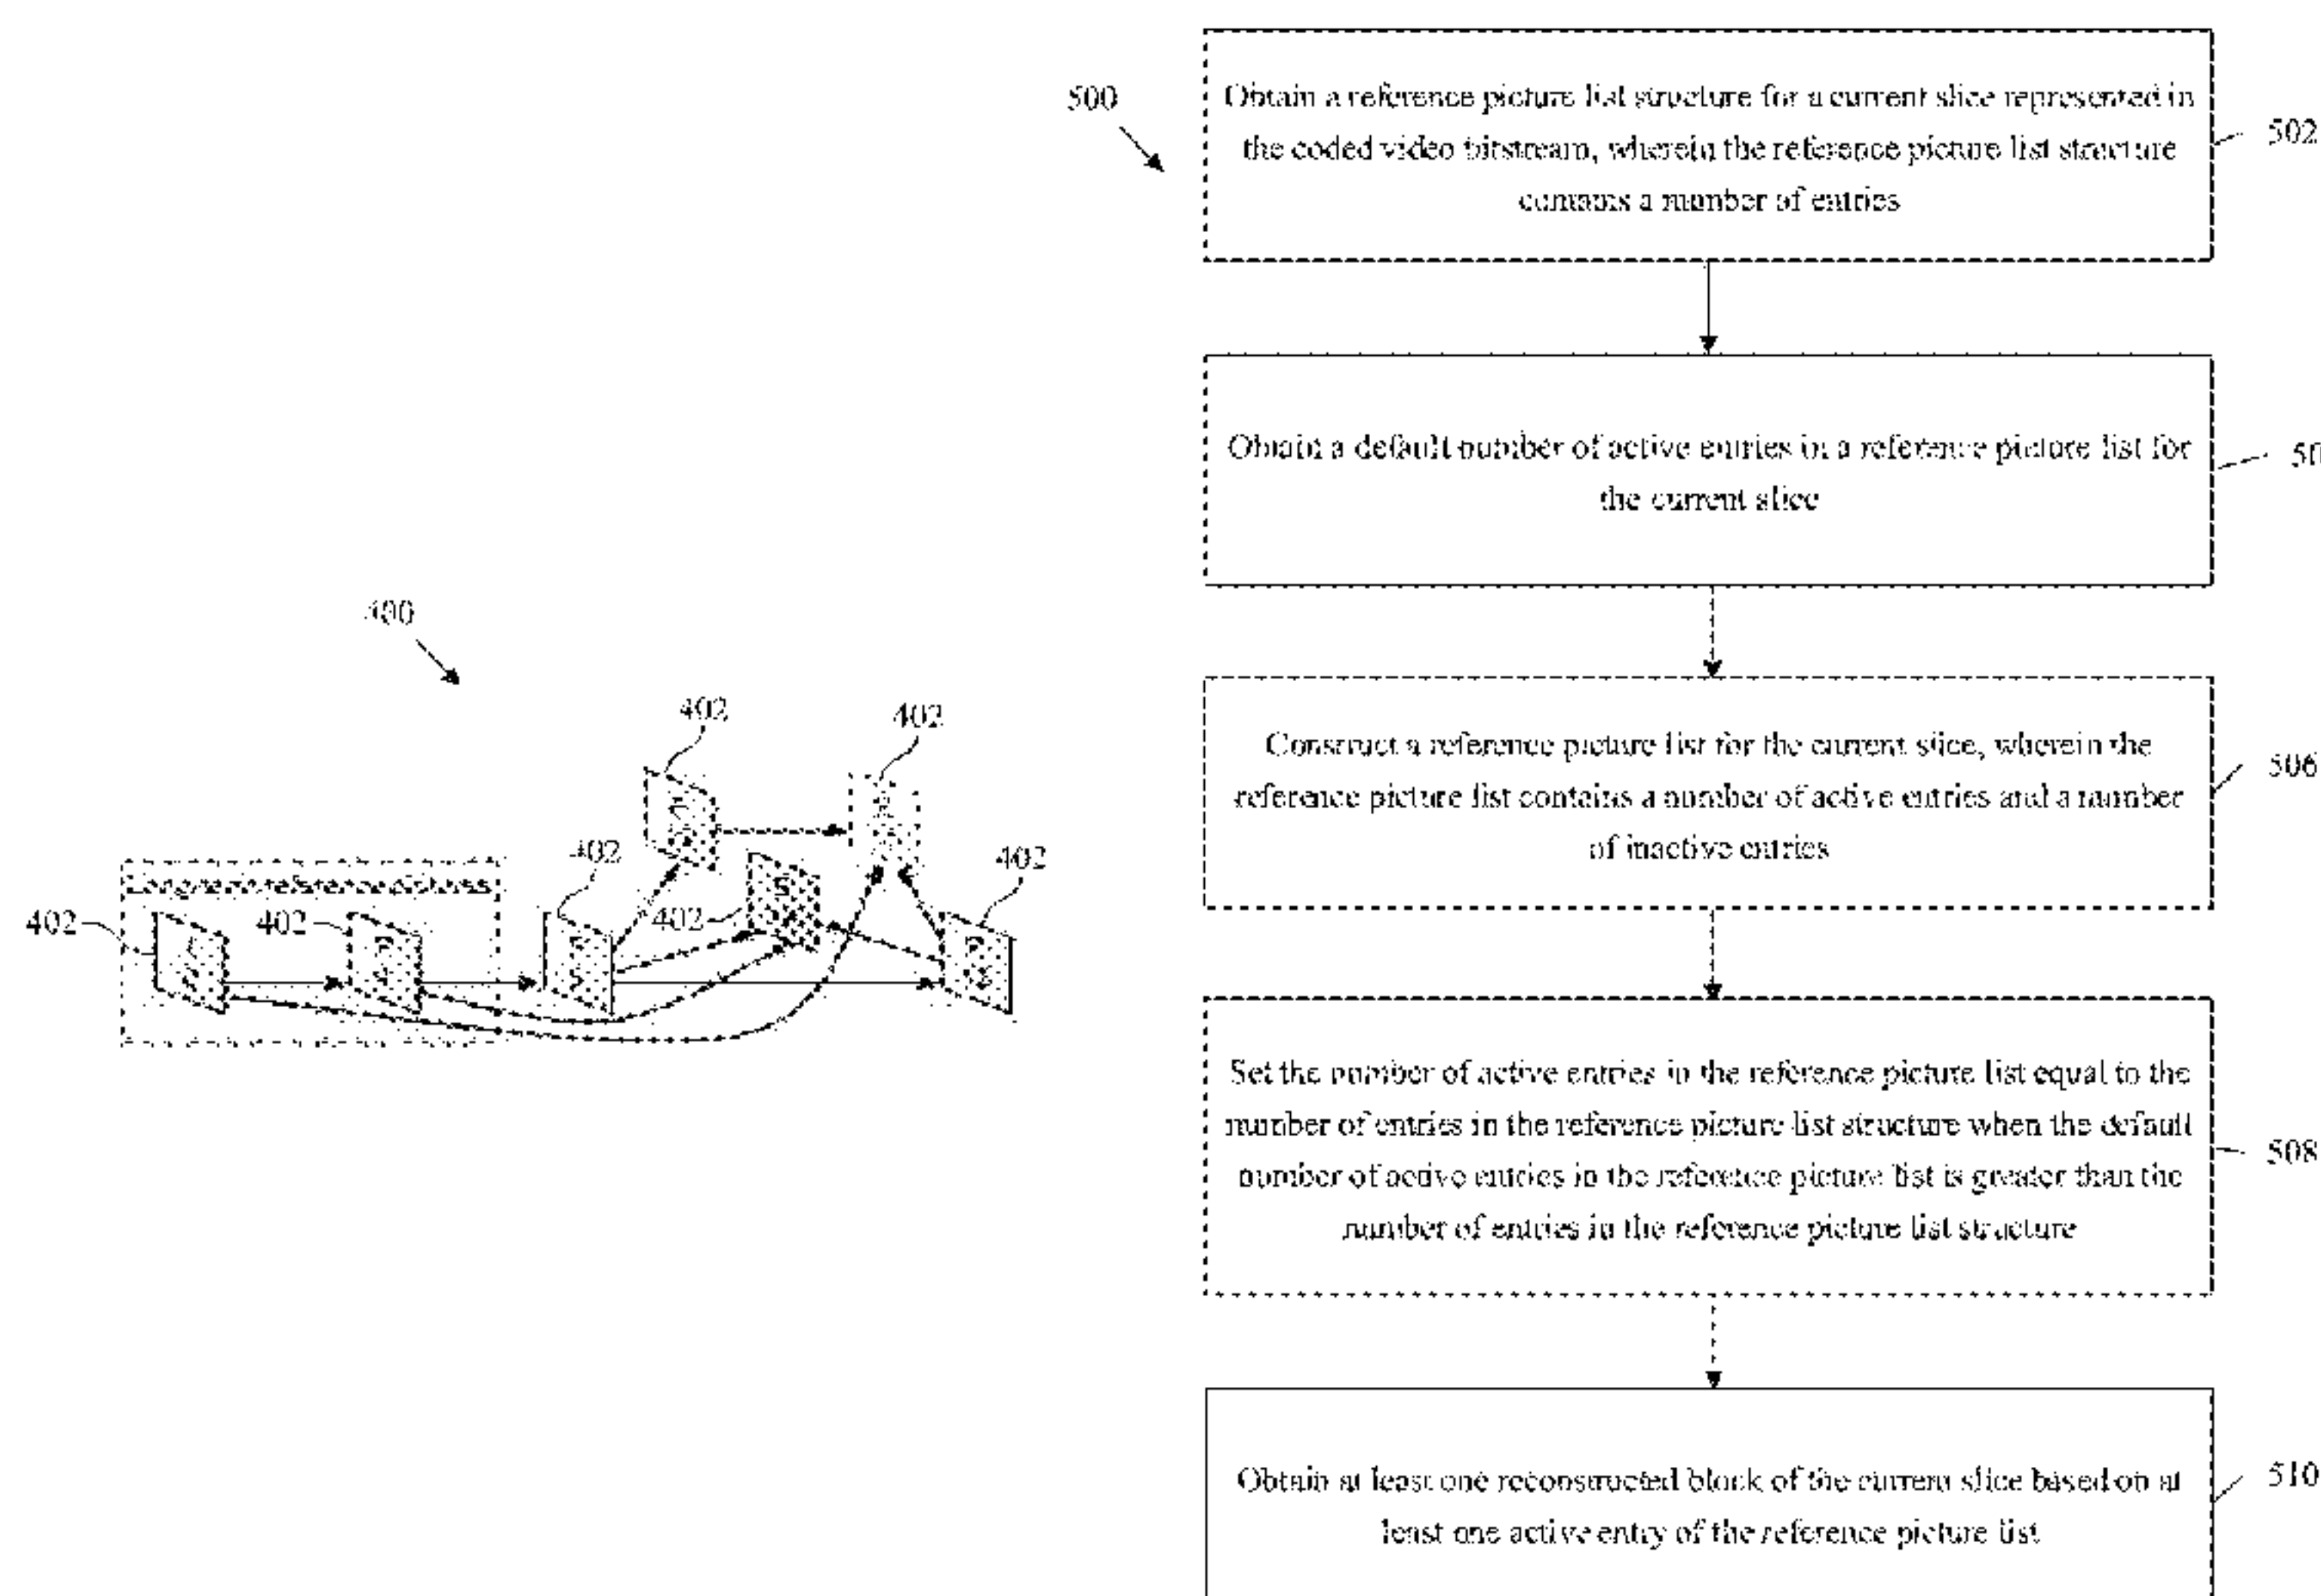 500
Obtain a reference picture list structure for a current slice represented in
the coded video bitstream, wherein the reference picture list structure
contains a number of entries
502
Obtain a default number of active entries in a reference picture list for
the current slice
50
Construct a reference picture list for the current slice, wherein the
reference picture list contains a number of active entries and a number
of inactive entries
506
Set the number of active entries in the reference picture list equal to the
number of entries in the reference picture list structure when the default
number of active entries in the reference picture list is greater than the
number of entries in the reference picture list structure
508
Obtain at least one reconstructed block of the current slice based on at
least one active entry of the reference picture list
510
400
402
402
402
402
402
402
402
Long-term reference pictures